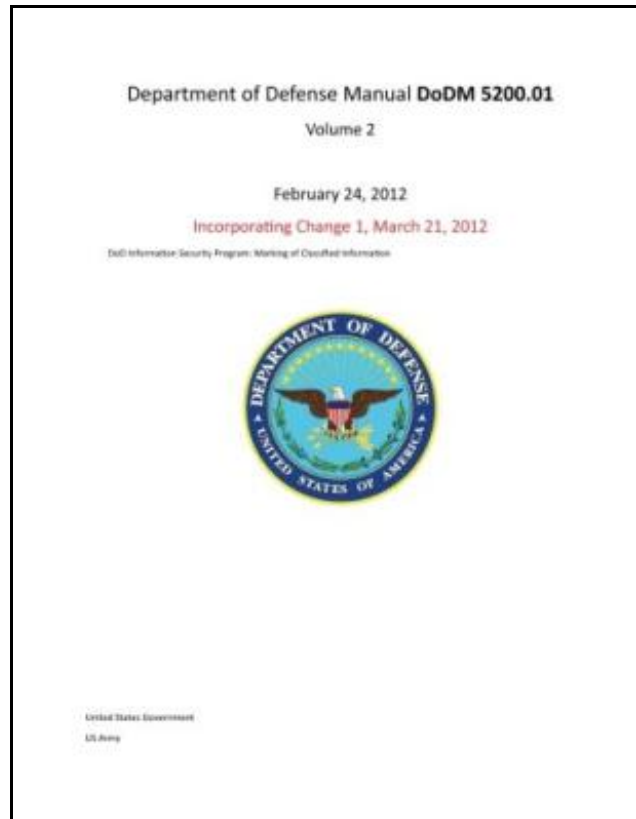 Department of Defense Manual DoDM 5200.01
Volume 2
February 24, 2012
Incorporating Change 1, March 21, 2012
DoD Information Security Program: Marking of Classified Information
DEPARTMENT OF DEFENSE
UNITED STATES OF AMERICA
United States Government
US Army